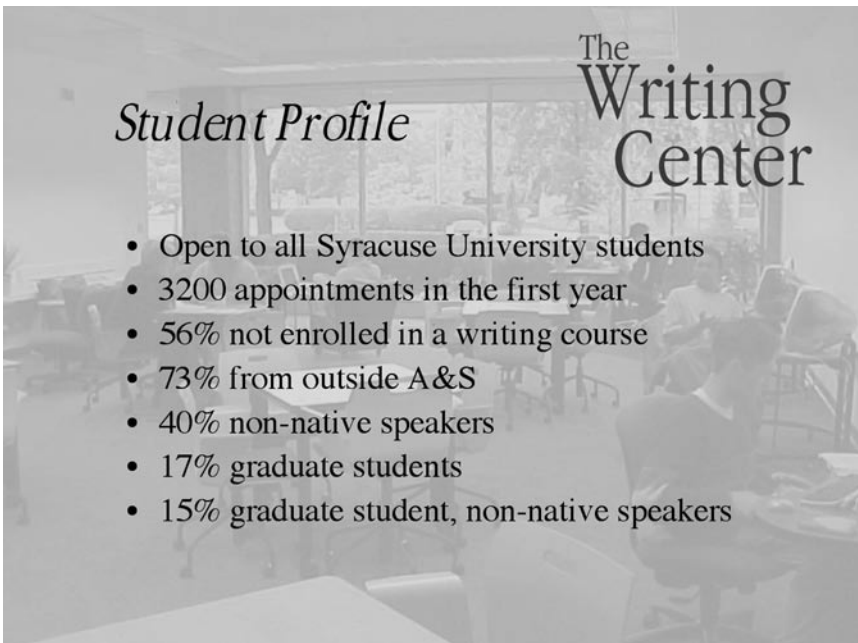 The
Writing
Center
Student Profile
• Open to all Syracuse University students
• 3200 appointments in the first year
• 56% not enrolled in a writing course
• 73% from outside A&S
• 40% non-native speakers
• 17% graduate students
• 15% graduate student, non-native speakers